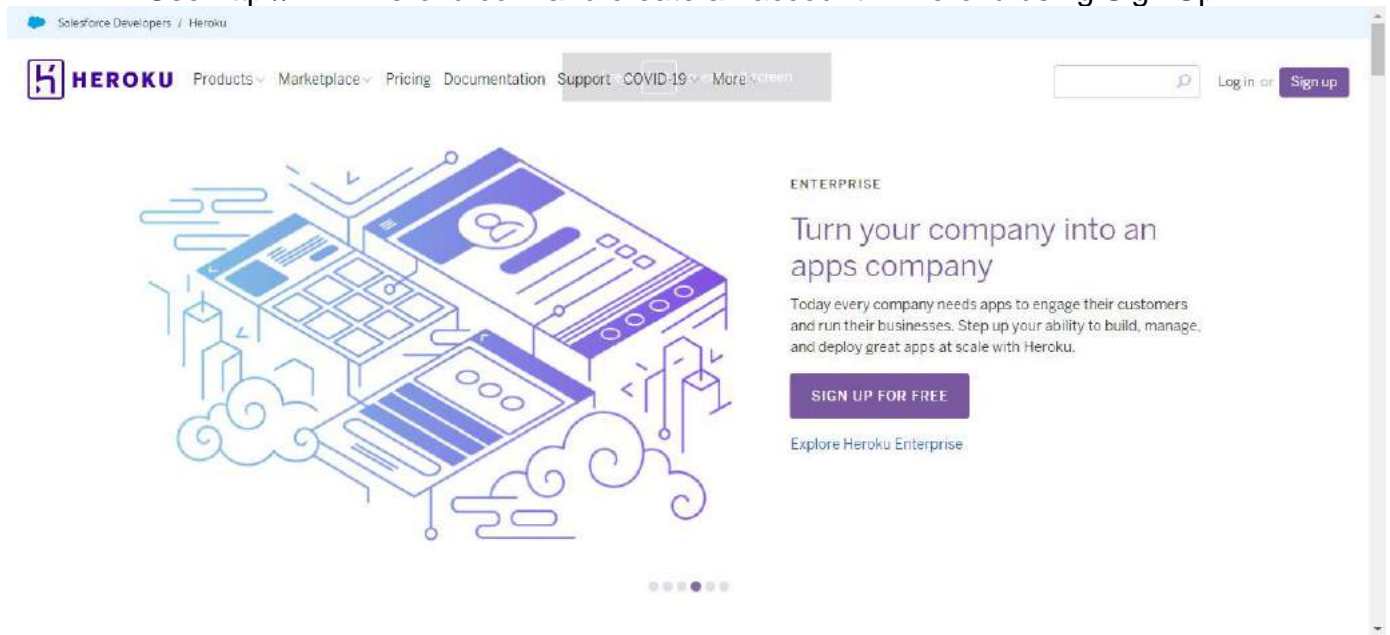 Salesforce Developers / Heroku
HEROKU Products Marketplace Pricing Documentation Support COVID-19 More Log in or Sign up
ENTERPRISE
Turn your company into an
apps company
Today every company needs apps to engage their customers
and run their businesses. Step up your ability to build, manage,
and deploy great apps at scale with Heroku.
SIGN UP FOR FREE
Explore Heroku Enterprise